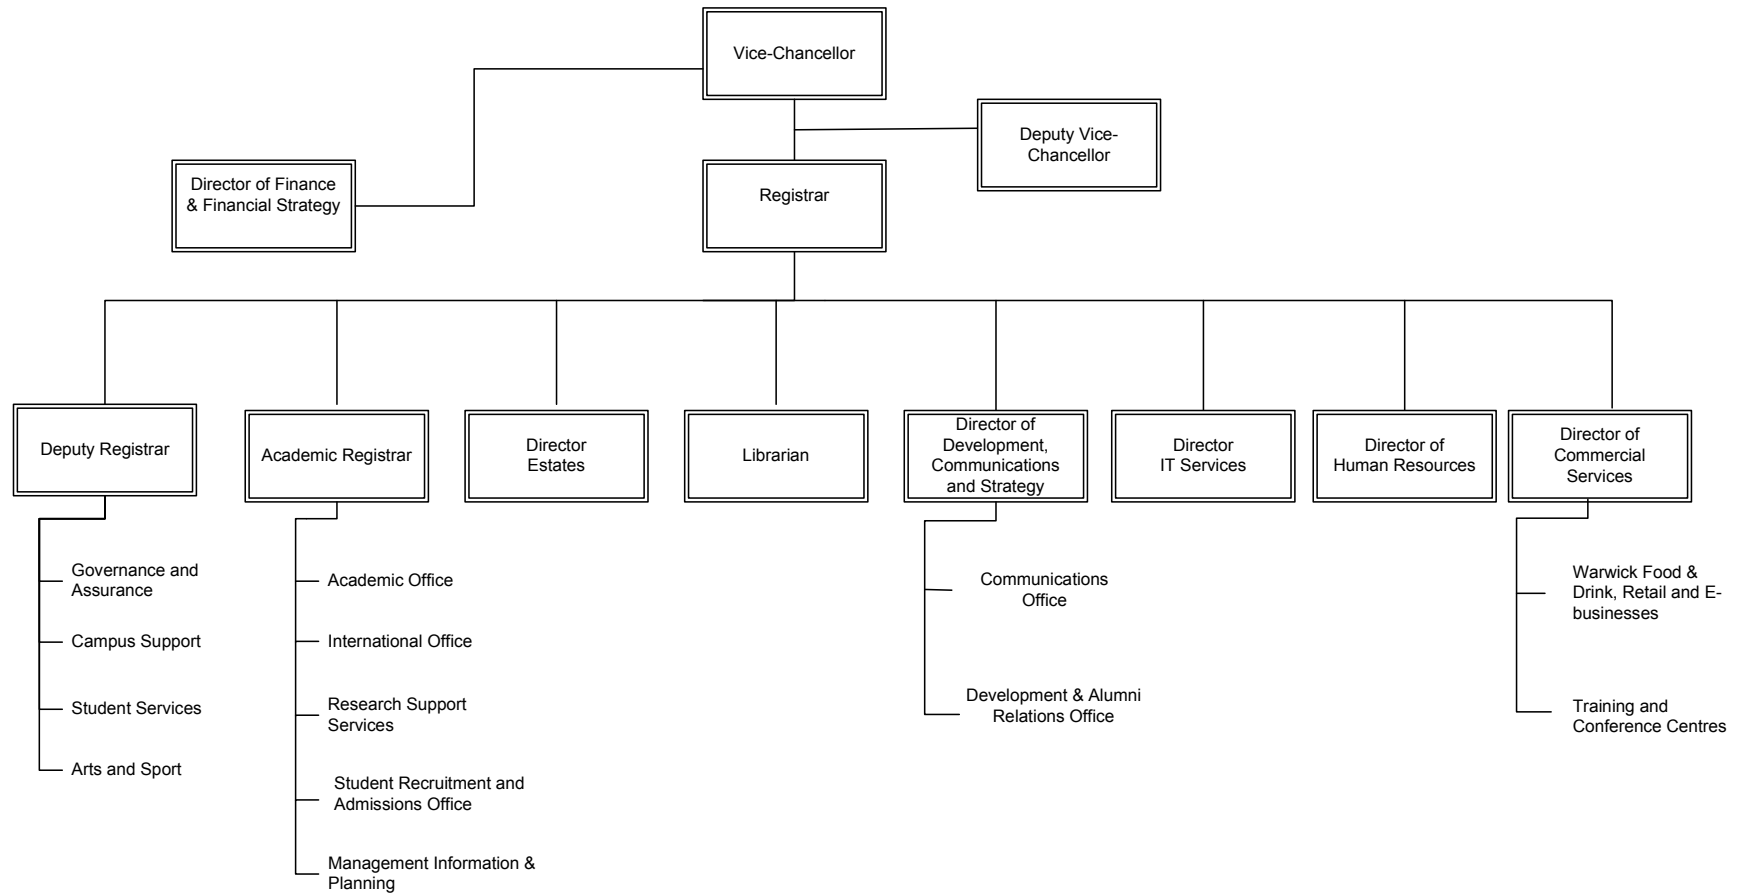 Vice-Chancellor
Deputy Vice-
Chancellor
Director of Finance
& Financial Strategy
Registrar
Deputy Registrar
Academic Registrar
Director
Estates
Librarian
Director of
Development,
Communications
and Strategy
Director
IT Services
Director of
Human Resources
Director of
Commercial
Services
Governance and
Assurance
Campus Support
Student Services
Arts and Sport
Academic Office
International Office
Research Support
Services
Student Recruitment and
Admissions Office
Management Information &
Planning
Communications
Office
Development & Alumni
Relations Office
Warwick Food &
Drink, Retail and E-
businesses
Training and
Conference Centres